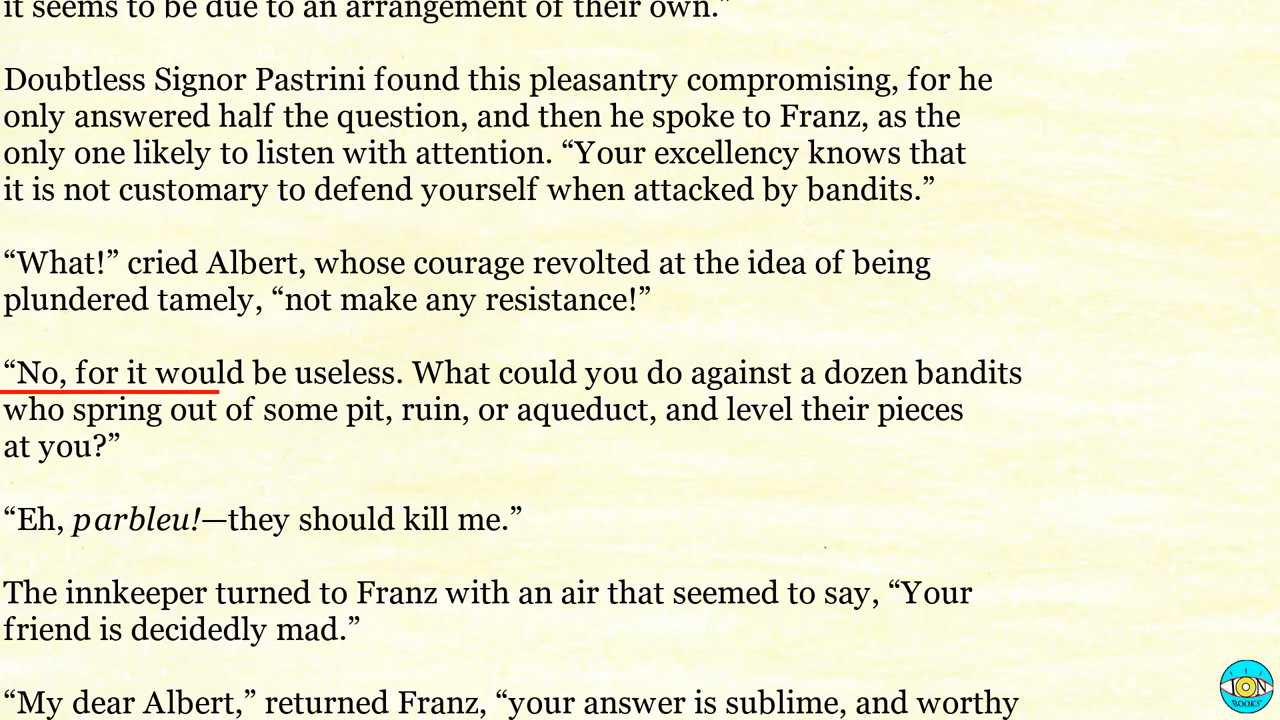 it seems to be due to an arrangement of their own.”
Doubtless Signor Pastrini found this pleasantry compromising, for he
only answered half the question, and then he spoke to Franz, as the
only one likely to listen with attention. “Your excellency knows that
it is not customary to defend yourself when attacked by bandits.”
“What!” cried Albert, whose courage revolted at the idea of being
plundered tamely, “not make any resistance!”
“No, for it would be useless. What could you do against a dozen bandits
who spring out of some pit, ruin, or aqueduct, and level their pieces
at you?”
“Eh, parbleu!—they should kill me.”
The innkeeper turned to Franz with an air that seemed to say, “Your
friend is decidedly mad.”
“My dear Albert,” returned Franz, “your answer is sublime, and worthy
ION
BOOKS